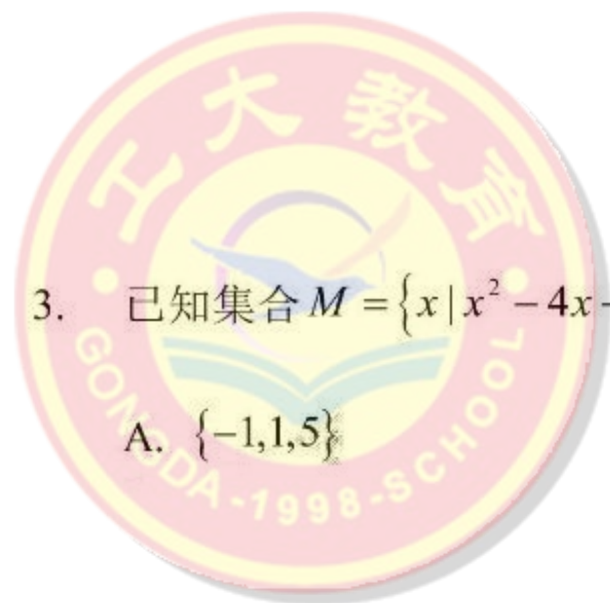 工大教育
3. 已知集合 M = {x | x² − 4x −
A. {−1,1,5}
GONGDA-1998-SCHOOL